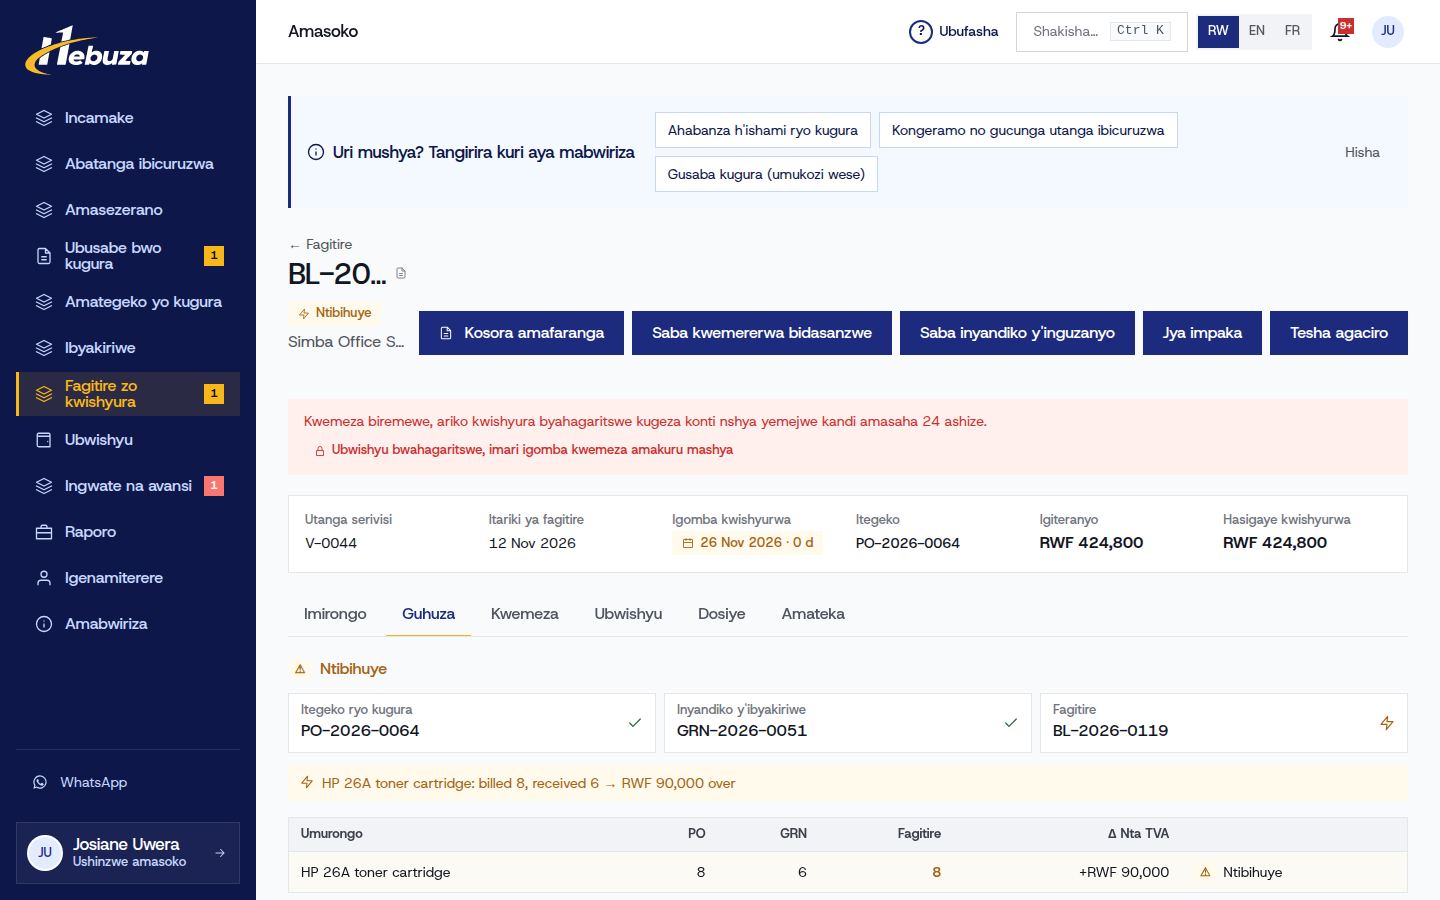 Hebuza
Incamake
Abatanga ibicuruzwa
Amasezerano
Ubusabe bwo
kugura
1
Amategeko yo kugura
Ibyakiriwe
Fagitire zo
kwishyura
1
Ubwishyu
Ingwate na avansi
1
Raporo
Igenamiterere
Amabwiriza
WhatsApp
JU
Josiane Uwera
Ushinzwe amasoko
→
Amasoko
? Ubufasha
Shakisha... Ctrl K
RW EN FR
9+
JU
Uri mushya? Tangirira kuri aya mabwiriza
Ahabanza h'ishami ryo kugura
Kongeramo no gucunga utanga ibicuruzwa
Gusaba kugura (umukozi wese)
Hisha
← Fagitire
BL-20...
Ntibihuye
Simba Office S...
Kosora amafaranga
Saba kwemererwa bidasanzwe
Saba inyandiko y'inguzanyo
Jya impaka
Tesha agaciro
Kwemeza biremewe, ariko kwishyura byahagaritswe kugeza konti nshya yemejwe kandi amasaha 24 ashize.
Ubwishyu bwahagaritswe, imari igomba kwemeza amakuru mashya
Utanga serivisi
V-0044
Itariki ya fagitire
12 Nov 2026
Igomba kwishyurwa
26 Nov 2026 · 0 d
Itegeko
PO-2026-0064
Igiteranyo
RWF 424,800
Hasigaye kwishyurwa
RWF 424,800
Imirongo Guhuza Kwemeza Ubwishyu Dosiye Amateka
⚠ Ntibihuye
Itegeko ryo kugura
PO-2026-0064
Inyandiko y'ibyakiriwe
GRN-2026-0051
Fagitire
BL-2026-0119
HP 26A toner cartridge: billed 8, received 6 → RWF 90,000 over
Umurongo PO GRN Fagitire Δ Nta TVA
HP 26A toner cartridge 8 6 8 +RWF 90,000 ⚠ Ntibihuye